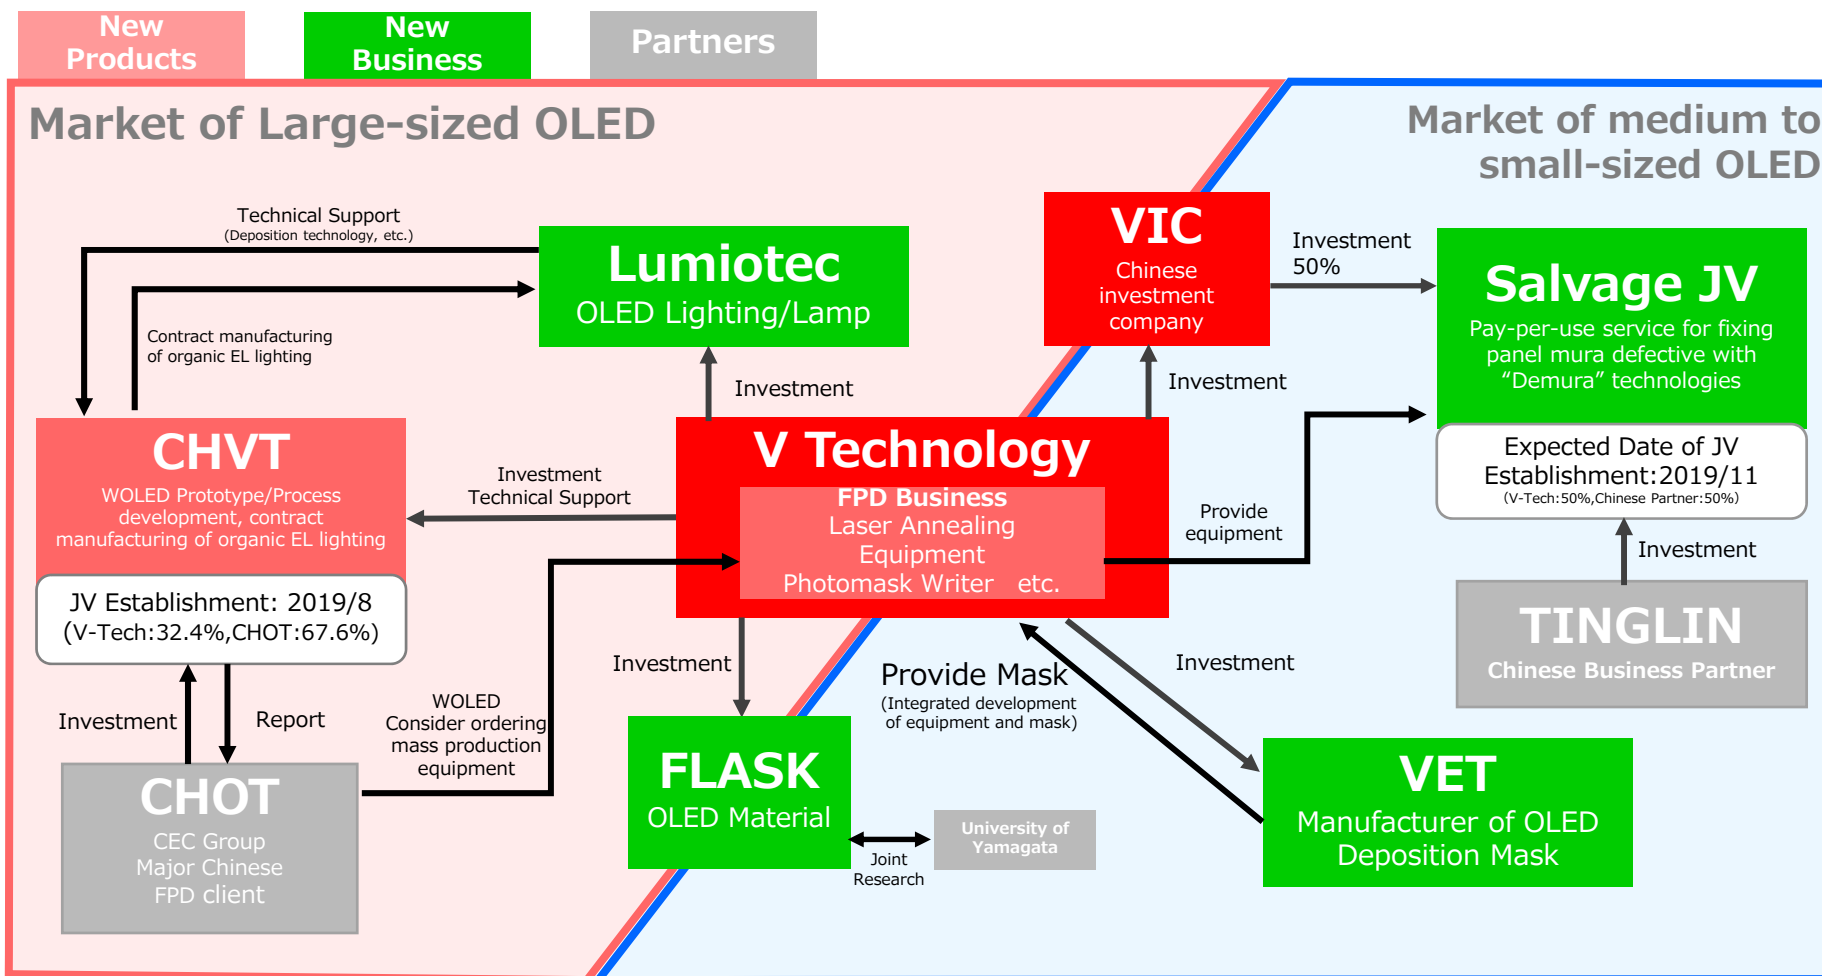 New
Products
New
Business
Partners
Market of Large-sized OLED
Market of medium to
small-sized OLED
Technical Support
(Deposition technology, etc.)
Lumiotec
OLED Lighting/Lamp
VIC
Chinese
investment
company
Investment
50%
Salvage JV
Pay-per-use service for fixing
panel mura defective with
“Demura” technologies
Contract manufacturing
of organic EL lighting
Investment
Investment
CHVT
WOLED Prototype/Process
development, contract
manufacturing of organic EL lighting
Investment
Technical Support
V Technology
FPD Business
Laser Annealing
Equipment
Photomask Writer etc.
Provide
equipment
Expected Date of JV
Establishment:2019/11
(V-Tech:50%,Chinese Partner:50%)
Investment
JV Establishment: 2019/8
(V-Tech:32.4%,CHOT:67.6%)
TINGLIN
Chinese Business Partner
Investment
Report
WOLED
Consider ordering
mass production
equipment
Investment
Provide Mask
(Integrated development
of equipment and mask)
Investment
CHOT
CEC Group
Major Chinese
FPD client
FLASK
OLED Material
Joint
Research
University of
Yamagata
VET
Manufacturer of OLED
Deposition Mask